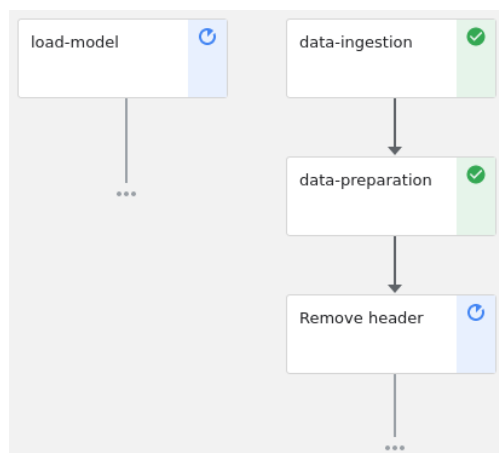 load-model
data-ingestion
data-preparation
Remove header